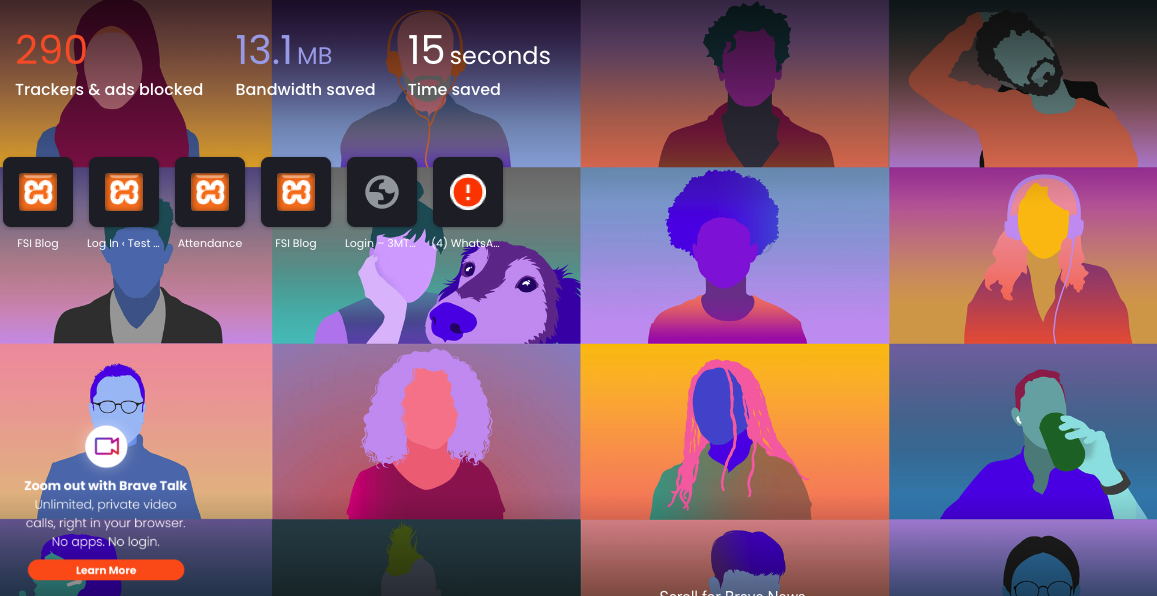 290 13.1 MB 15 seconds
Trackers & ads blocked Bandwidth saved Time saved
FSI Blog Log In ‹ Test ... Attendance FSI Blog Login – 3MT... (4) WhatsA...
Zoom out with Brave Talk
Unlimited, private video
calls, right in your browser.
No apps. No login.
Learn More
Scroll for Brave News